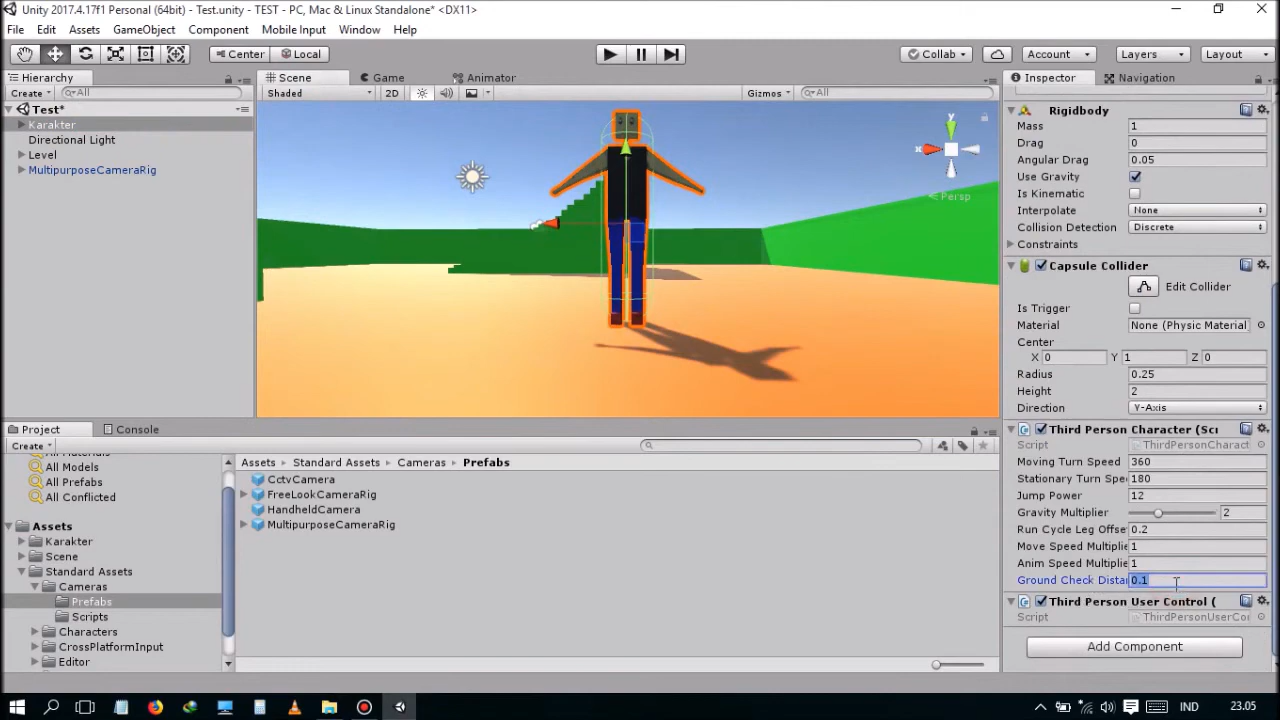 Unity 2017.4.17f1 Personal (64bit) - Test.unity - TEST - PC, Mac & Linux Standalone* <DX11>
File Edit Assets GameObject Component Mobile Input Window Help
Center Local Collab Account Layers Layout
Hierarchy
Create All
Test*
Karakter
Directional Light
Level
MultipurposeCameraRig
Scene Game Animator
Shaded 2D Gizmos All
y
x
Persp
Inspector Navigation
Rigidbody
Mass 1
Drag 0
Angular Drag 0.05
Use Gravity
Is Kinematic
Interpolate None
Collision Detection Discrete
Constraints
Capsule Collider
Edit Collider
Is Trigger
Material None (Physic Material)
Center
X 0 Y 1 Z 0
Radius 0.25
Height 2
Direction Y-Axis
Third Person Character (Scr
Script ThirdPersonCharact
Moving Turn Speed 360
Stationary Turn Spee 180
Jump Power 12
Gravity Multiplier 2
Run Cycle Leg Offse 0.2
Move Speed Multiplie 1
Anim Speed Multiplie 1
Ground Check Distan 0.1
Third Person User Control (
Script ThirdPersonUserCor
Add Component
Project Console
Create
All Materials
All Models
All Prefabs
All Conflicted
Assets
Karakter
Scene
Standard Assets
Cameras
Prefabs
Scripts
Characters
CrossPlatformInput
Editor
Assets Standard Assets Cameras Prefabs
CctvCamera
FreeLookCameraRig
HandheldCamera
MultipurposeCameraRig
IND 23.05